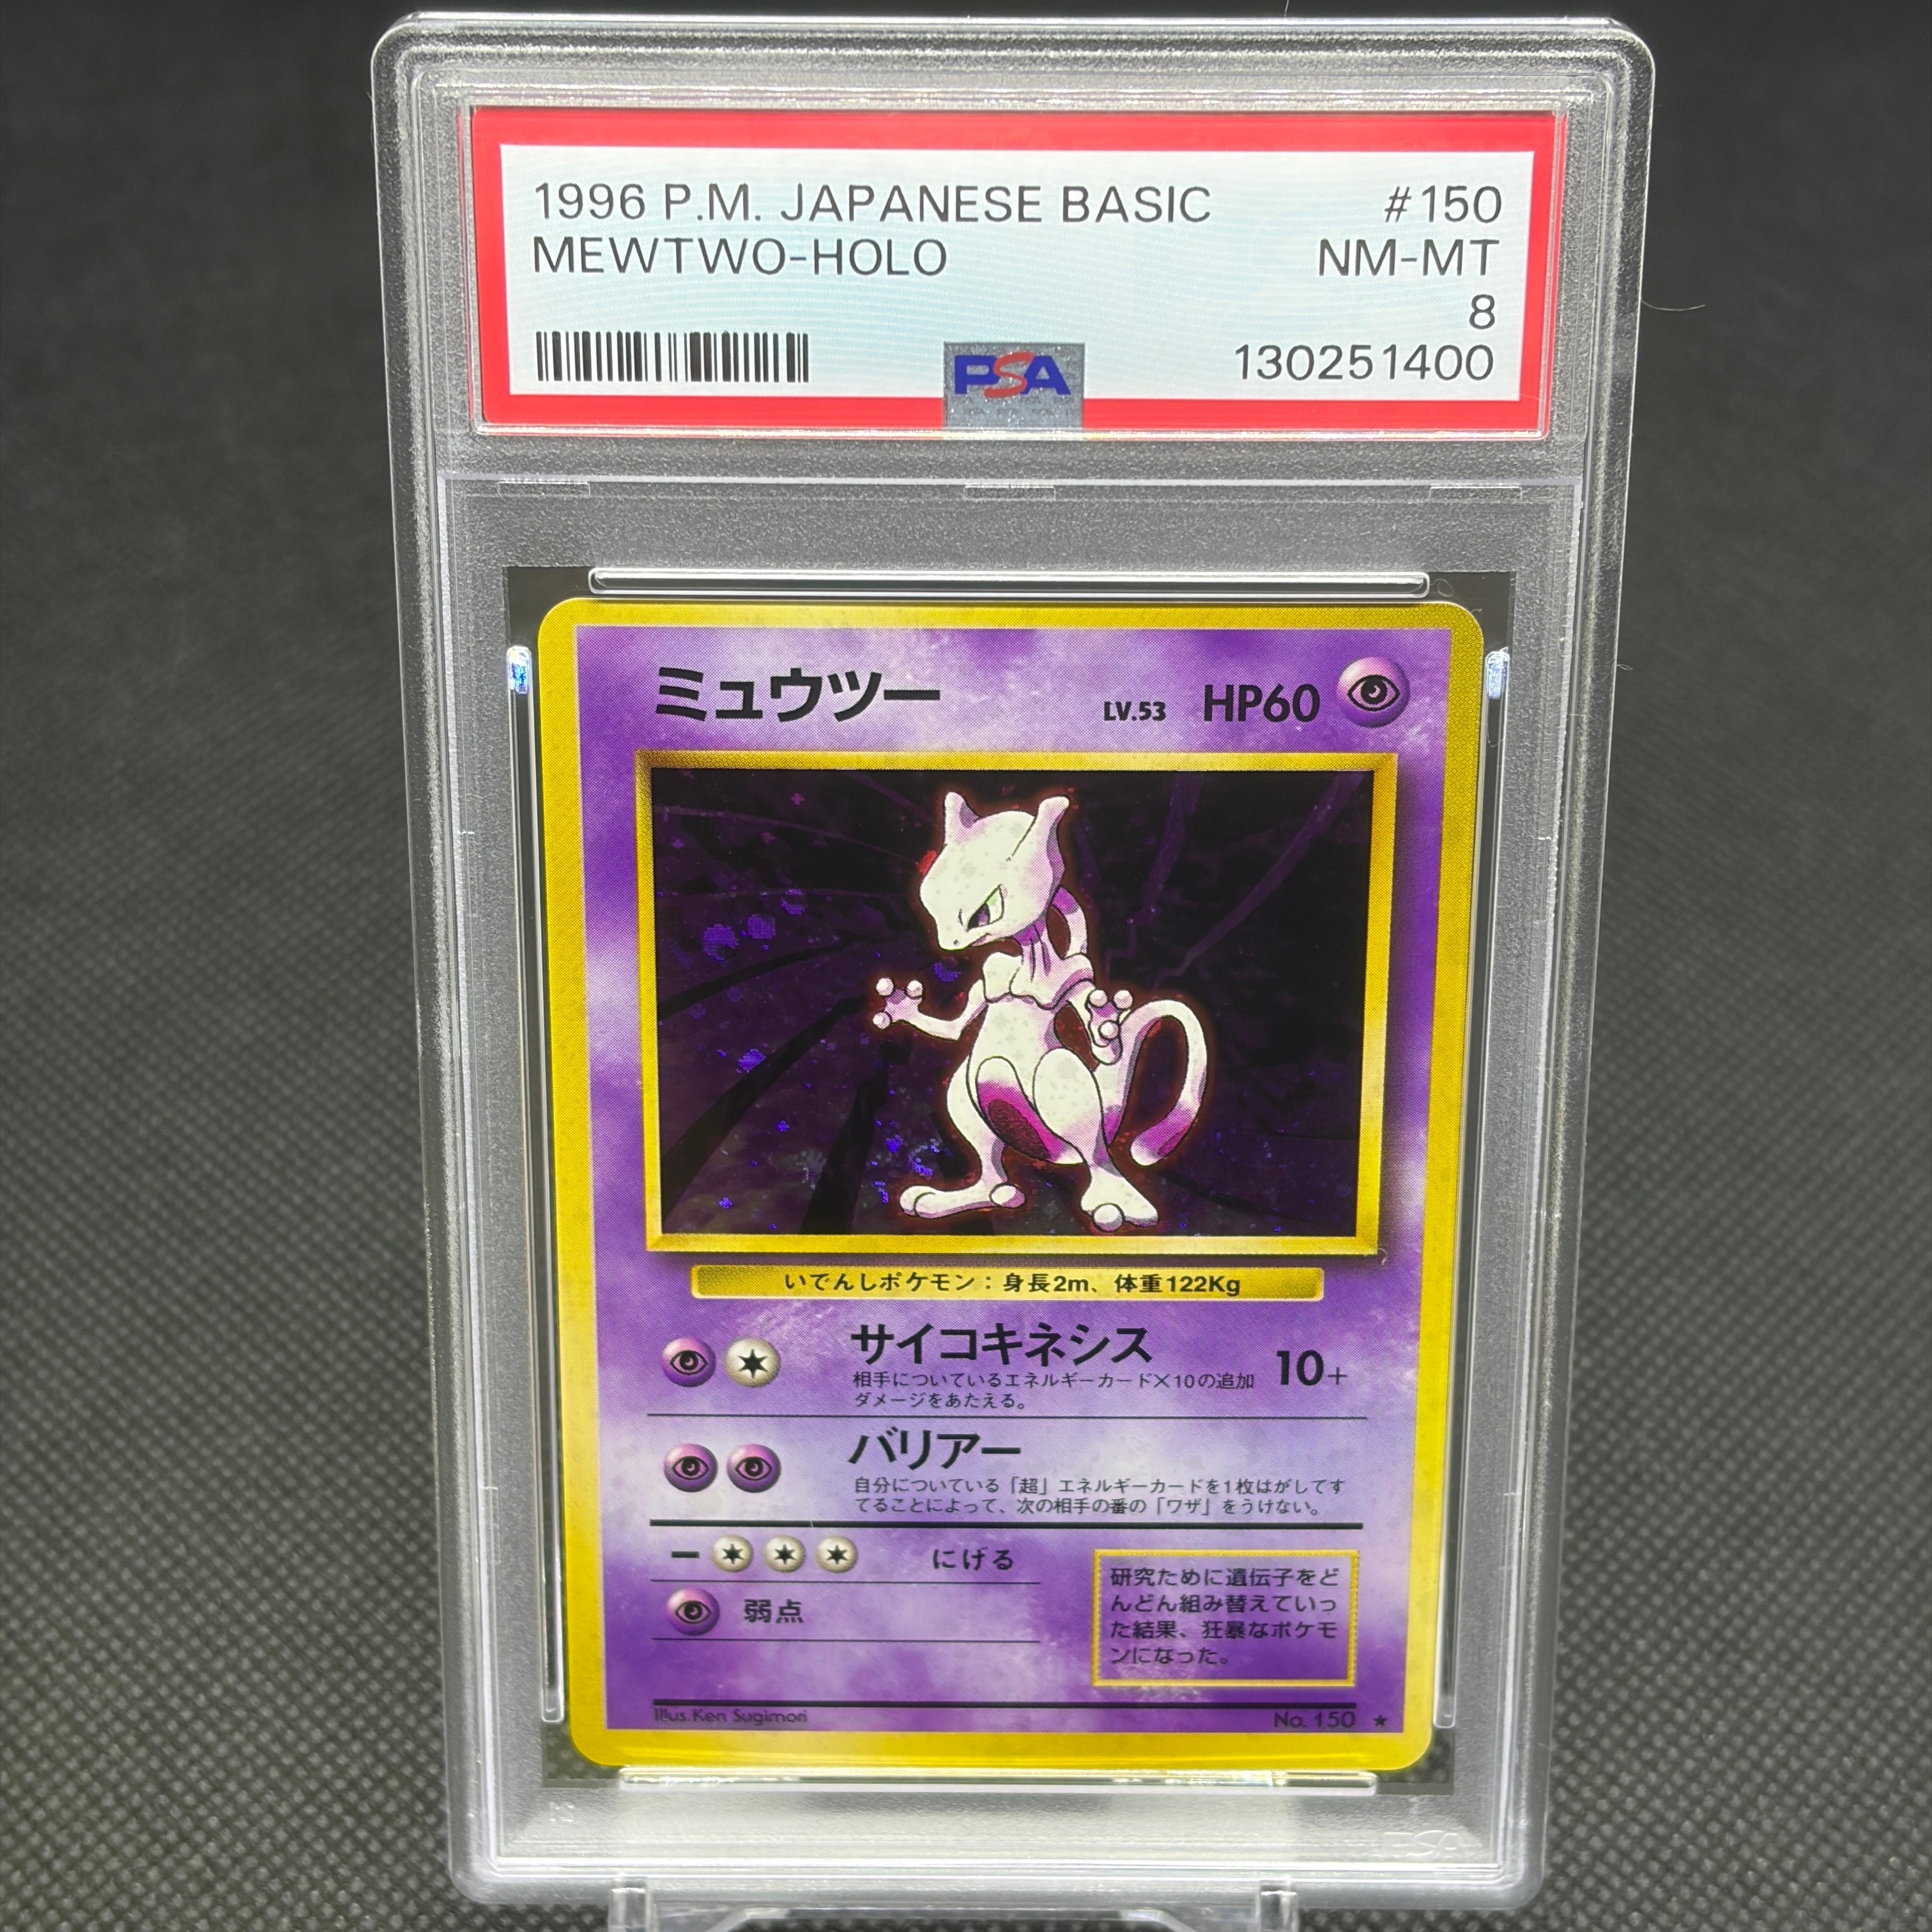 1996 P.M. JAPANESE BASIC #150
MEWTWO-HOLO NM-MT
8
PSA 130251400
ミュウツー LV.53 HP60
いでんしポケモン：身長2m、体重122Kg
サイコキネシス 10+
相手についているエネルギーカード×10の追加
ダメージをあたえる。
バリアー
自分についている「超」エネルギーカードを1枚はがしてす
てることによって、次の相手の番の「ワザ」をうけない。
にげる
弱点
研究ために遺伝子をど
んどん組み替えていっ
た結果、狂暴なポケモ
ンになった。
Illus. Ken Sugimori No. 150 ★